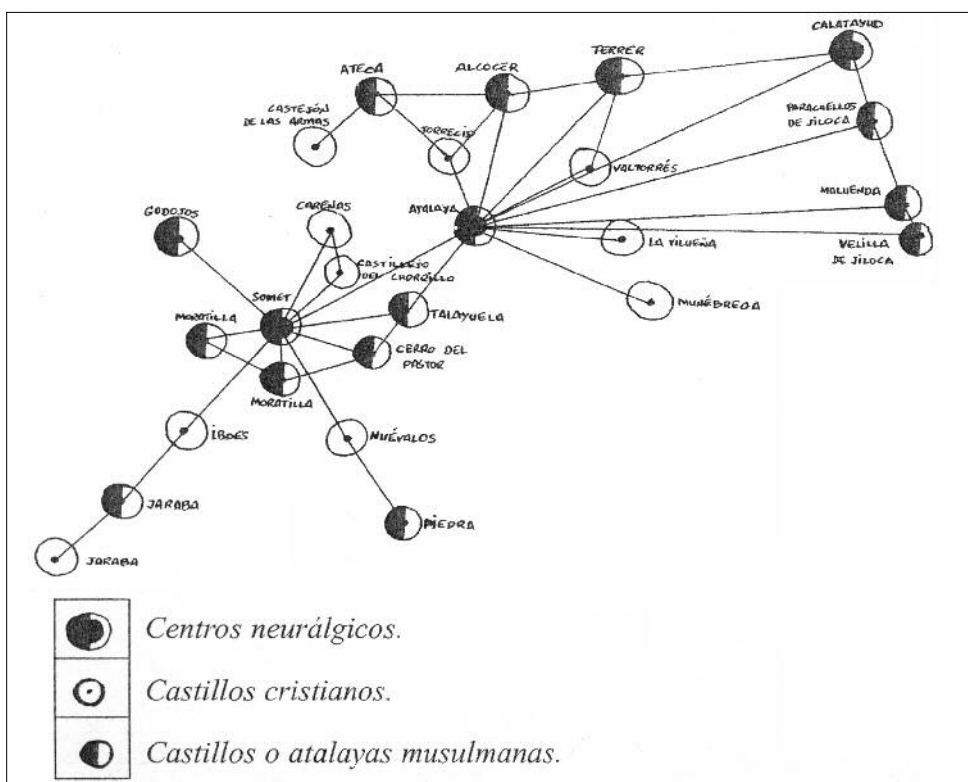 CALATAYUD
TERRER
ALCOCER
ATECA
CASTEJÓN
DE LAS ARMAS
TORRECID
PARACUELLOS
DE JILOCA
VALTORRÉS
MALUENDA
ATALAYA
LA VILUEÑA
VELILLA
DE JILOCA
GODOJOS
CARENAS
CASTILLEJO
DEL CHORRILLO
MUNÉBREGA
SOMET
MORATILLA
TALAYUELA
CERRO DEL
PASTOR
MORATILLA
IBDES
NUÉVALOS
JARABA
PIEDRA
JARABA
Centros neurálgicos.
Castillos cristianos.
Castillos o atalayas musulmanas.